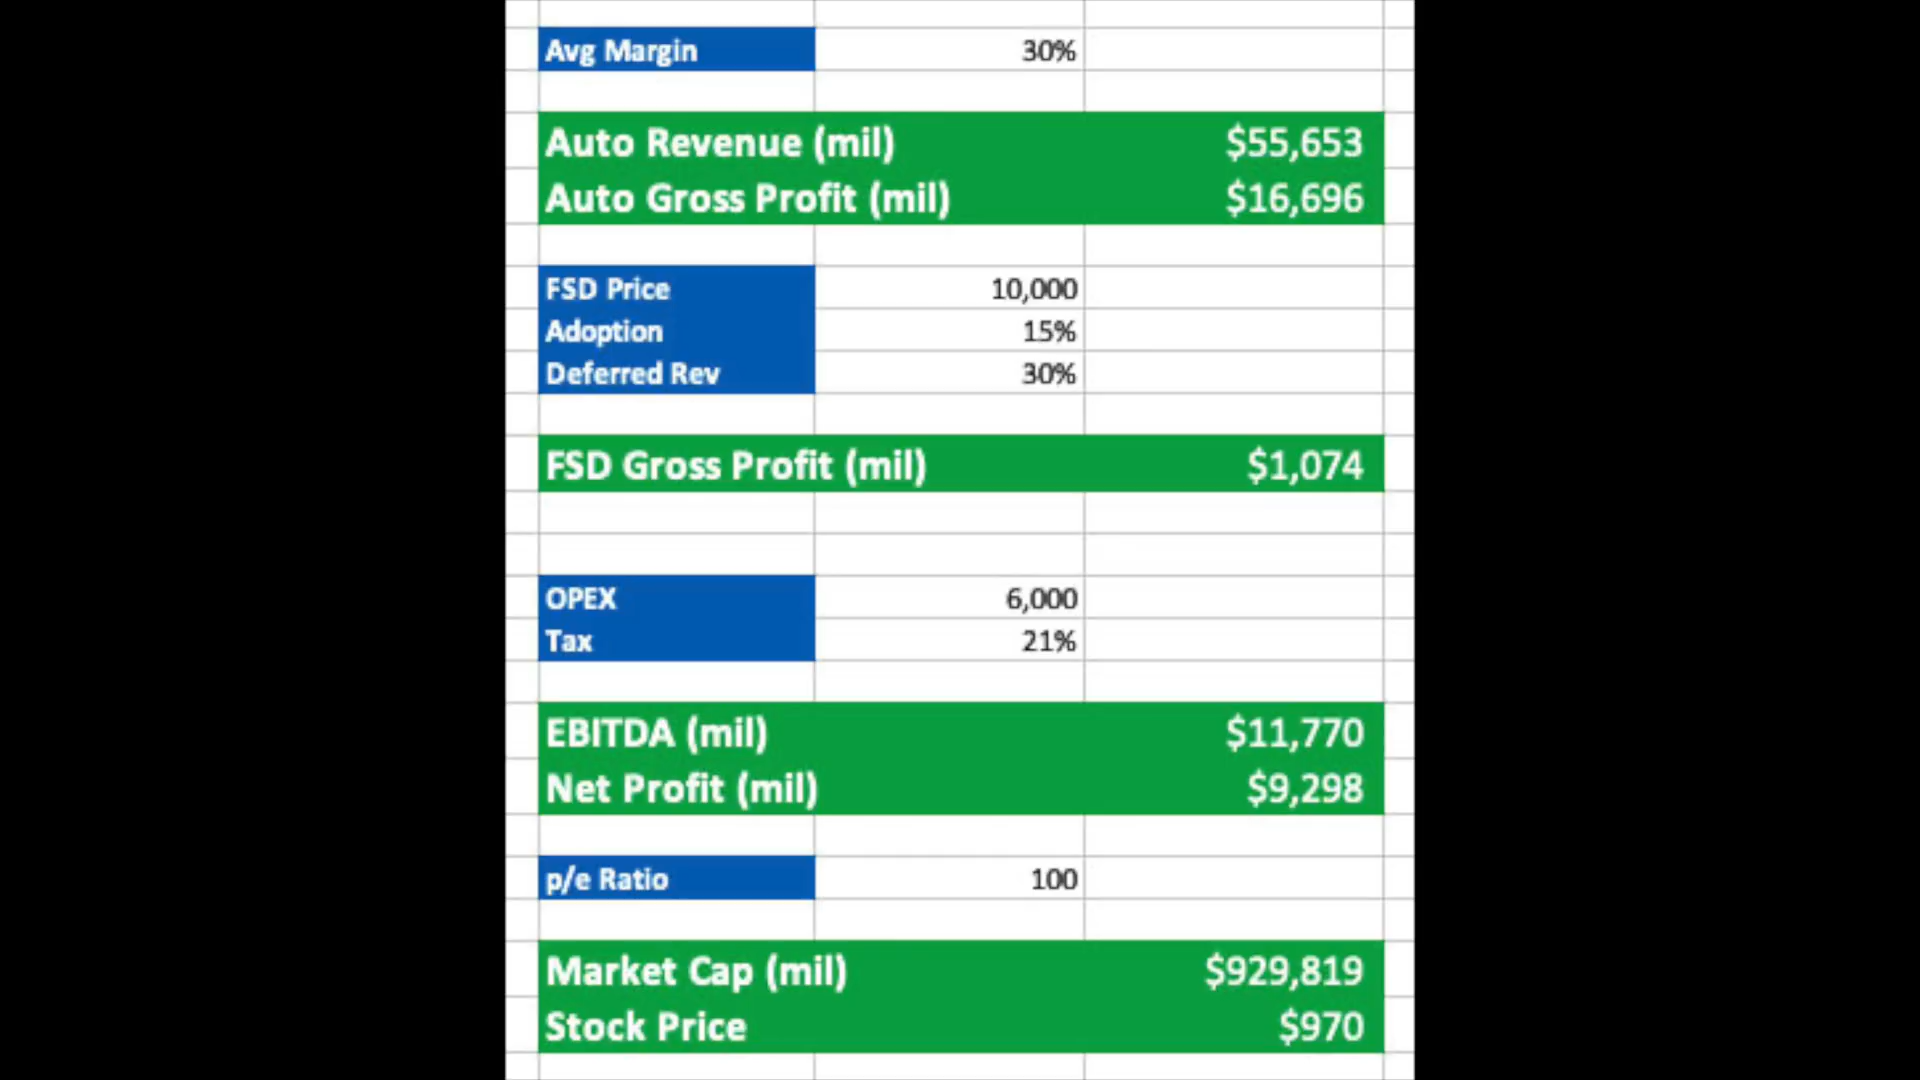 Avg Margin 30%
Auto Revenue (mil) $55,653
Auto Gross Profit (mil) $16,696
FSD Price 10,000
Adoption 15%
Deferred Rev 30%
FSD Gross Profit (mil) $1,074
OPEX 6,000
Tax 21%
EBITDA (mil) $11,770
Net Profit (mil) $9,298
p/e Ratio 100
Market Cap (mil) $929,819
Stock Price $970